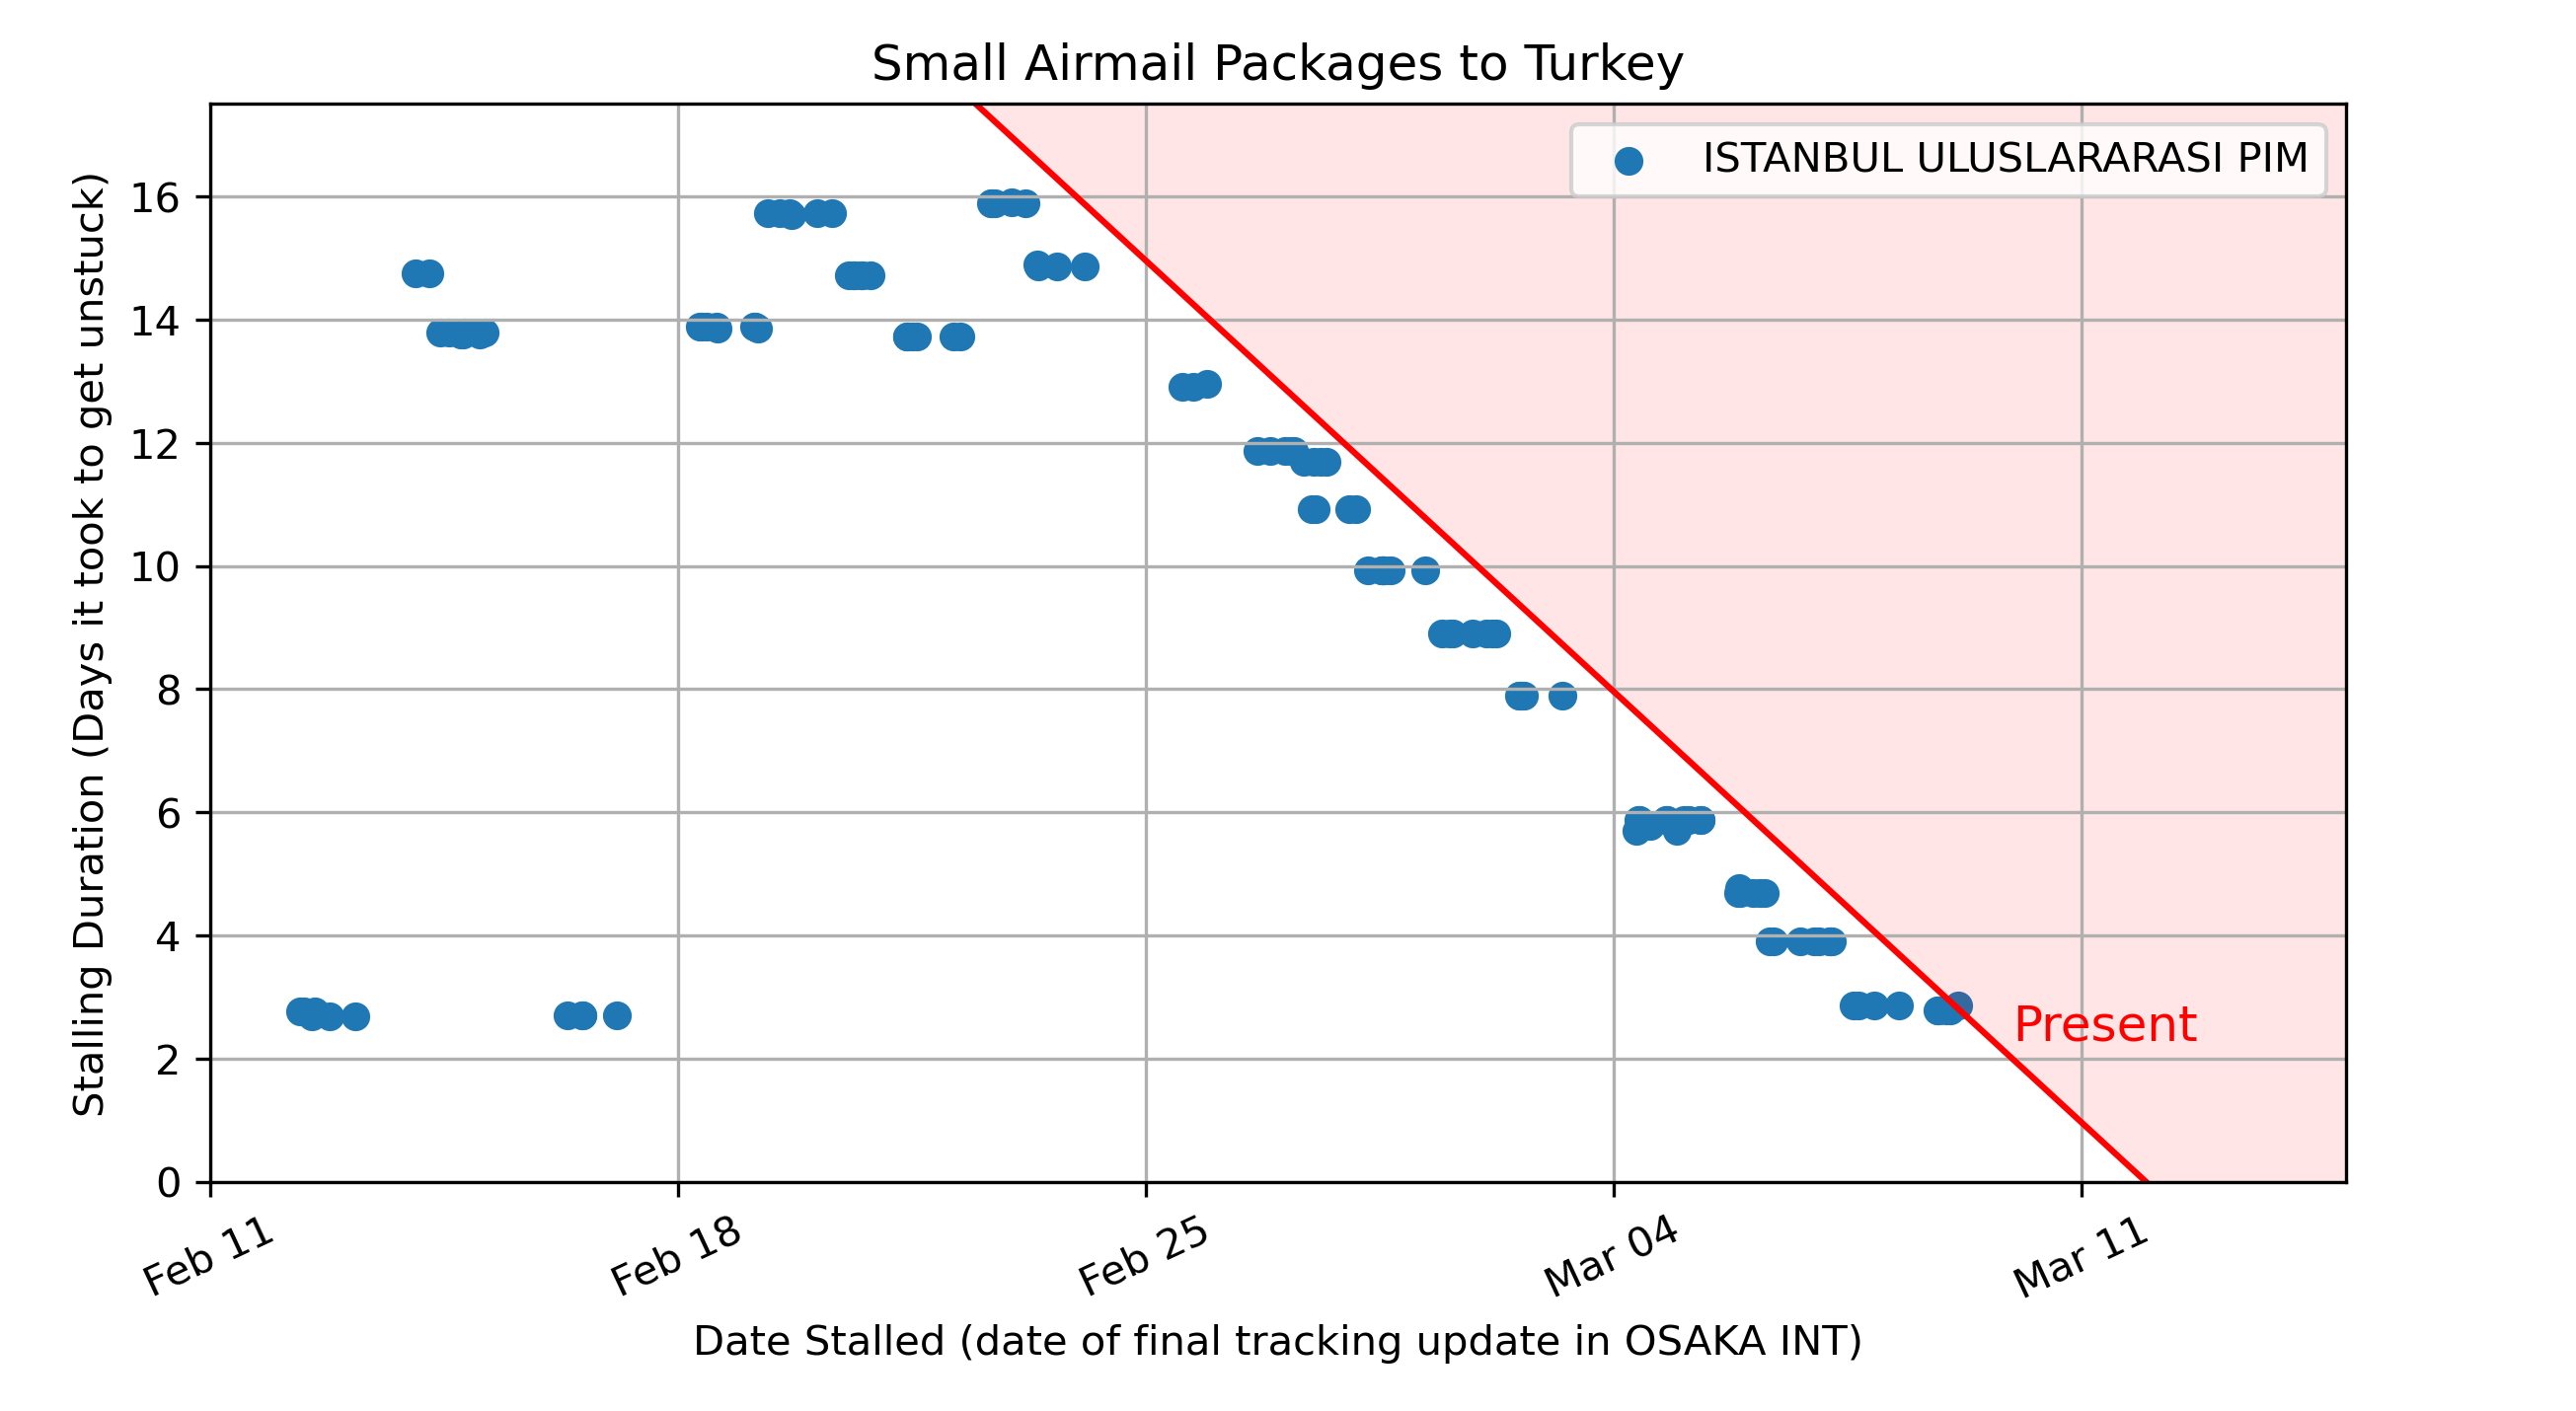 Small Airmail Packages to Turkey
ISTANBUL ULUSLARARASI PIM
Stalling Duration (Days it took to get unstuck)
16
14
12
10
8
6
4
2
0
Present
Feb 11
Feb 18
Feb 25
Mar 04
Mar 11
Date Stalled (date of final tracking update in OSAKA INT)